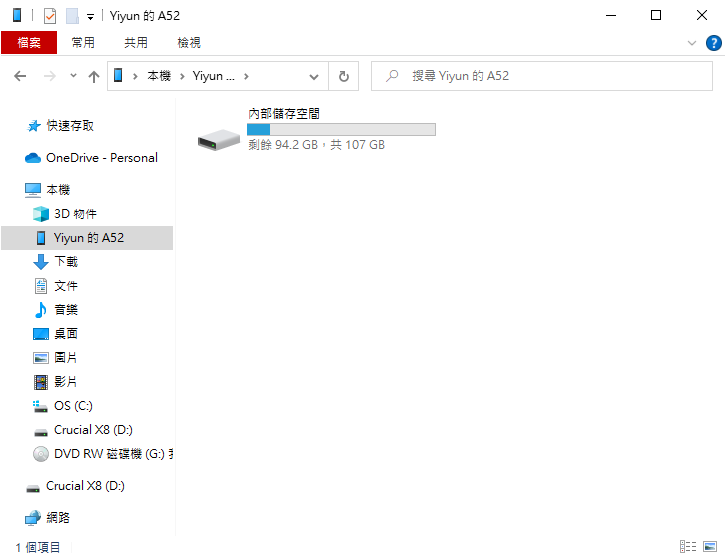 Yiyun 的 A52
檔案 常用 共用 檢視
本機 Yiyun ... 搜尋 Yiyun 的 A52
快速存取
OneDrive - Personal
本機
3D 物件
Yiyun 的 A52
下載
文件
音樂
桌面
圖片
影片
OS (C:)
Crucial X8 (D:)
DVD RW 磁碟機 (G:)
Crucial X8 (D:)
網路
內部儲存空間
剩餘 94.2 GB，共 107 GB
1 個項目